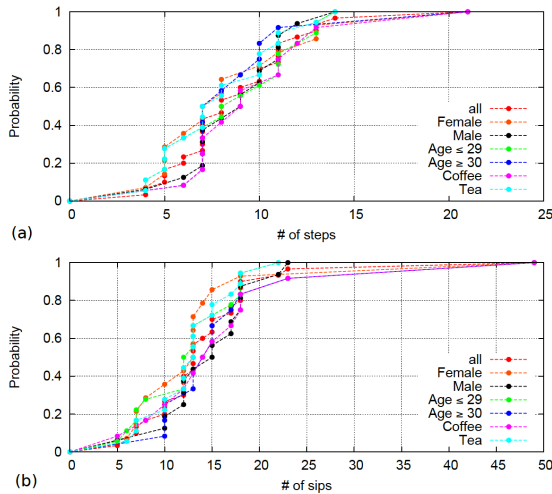 1
0.8
0.6
0.4
0.2
0
Probability
all
Female
Male
Age ≤ 29
Age ≥ 30
Coffee
Tea
0 5 10 15 20 25
(a)
# of steps
1
0.8
0.6
0.4
0.2
0
Probability
all
Female
Male
Age ≤ 29
Age ≥ 30
Coffee
Tea
0 5 10 15 20 25 30 35 40 45 50
(b)
# of sips